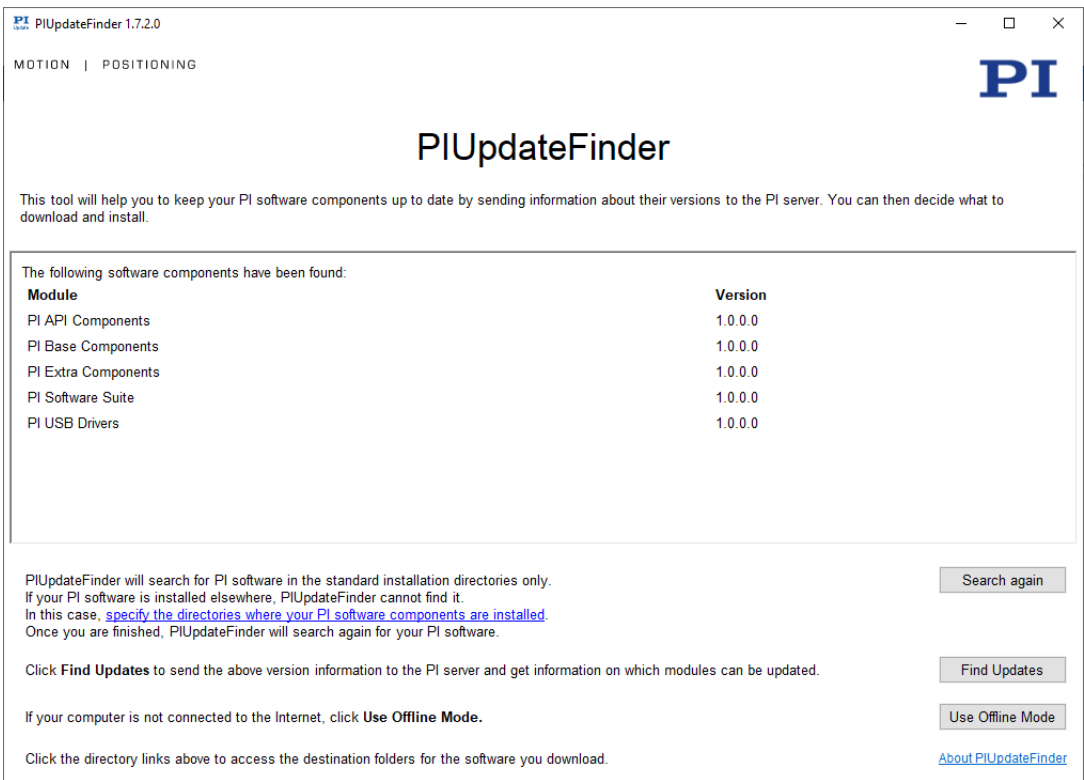 PI Update PIUpdateFinder 1.7.2.0
MOTION | POSITIONING
PI
PIUpdateFinder
This tool will help you to keep your PI software components up to date by sending information about their versions to the PI server. You can then decide what to
download and install.
The following software components have been found:
Module Version
PI API Components 1.0.0.0
PI Base Components 1.0.0.0
PI Extra Components 1.0.0.0
PI Software Suite 1.0.0.0
PI USB Drivers 1.0.0.0
PIUpdateFinder will search for PI software in the standard installation directories only.
If your PI software is installed elsewhere, PIUpdateFinder cannot find it.
In this case, specify the directories where your PI software components are installed.
Once you are finished, PIUpdateFinder will search again for your PI software.
Search again
Click Find Updates to send the above version information to the PI server and get information on which modules can be updated.
Find Updates
If your computer is not connected to the Internet, click Use Offline Mode.
Use Offline Mode
Click the directory links above to access the destination folders for the software you download.
About PIUpdateFinder